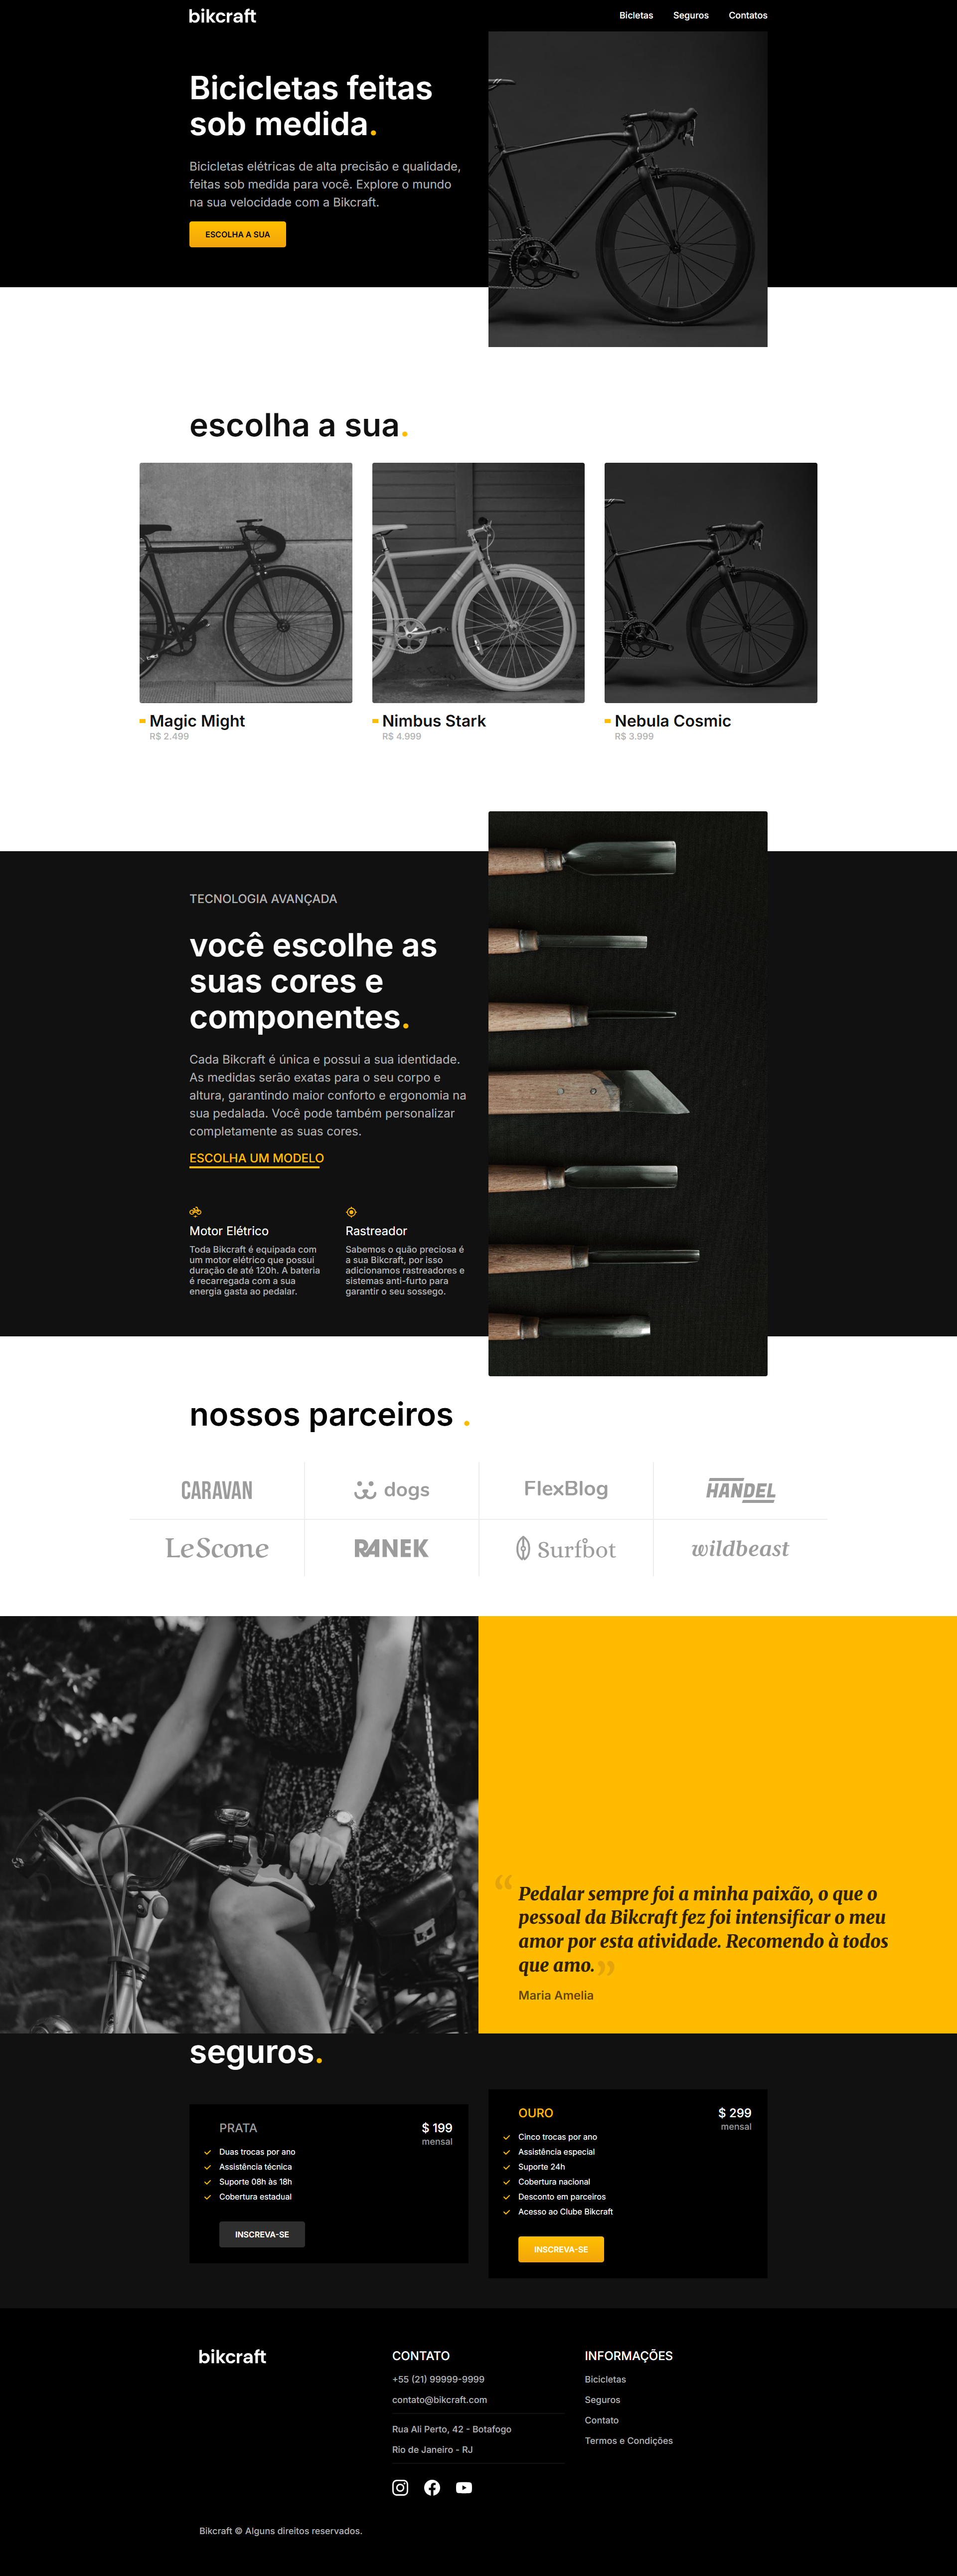 bikcraft
Bicletas
Seguros
Contatos
Bicicletas feitas
sob medida.
Bicicletas elétricas de alta precisão e qualidade,
feitas sob medida para você. Explore o mundo
na sua velocidade com a Bikcraft.
ESCOLHA A SUA
escolha a sua.
Magic Might
R$ 2.499
Nimbus Stark
R$ 4.999
Nebula Cosmic
R$ 3.999
TECNOLOGIA AVANÇADA
você escolhe as
suas cores e
componentes.
Cada Bikcraft é única e possui a sua identidade.
As medidas serão exatas para o seu corpo e
altura, garantindo maior conforto e ergonomia na
sua pedalada. Você pode também personalizar
completamente as suas cores.
ESCOLHA UM MODELO
Motor Elétrico
Toda Bikcraft é equipada com
um motor elétrico que possui
duração de até 120h. A bateria
é recarregada com a sua
energia gasta ao pedalar.
Rastreador
Sabemos o quão preciosa é
a sua Bikcraft, por isso
adicionamos rastreadores e
sistemas anti-furto para
garantir o seu sossego.
nossos parceiros .
CARAVAN
dogs
FlexBlog
HANDEL
LeScone
RANEK
Surfbot
wildbeast
“ Pedalar sempre foi a minha paixão, o que o
pessoal da Bikcraft fez foi intensificar o meu
amor por esta atividade. Recomendo à todos
que amo. ”
Maria Amelia
seguros.
PRATA
$ 199
mensal
Duas trocas por ano
Assistência técnica
Suporte 08h às 18h
Cobertura estadual
INSCREVA-SE
OURO
$ 299
mensal
Cinco trocas por ano
Assistência especial
Suporte 24h
Cobertura nacional
Desconto em parceiros
Acesso ao Clube Bikcraft
INSCREVA-SE
bikcraft
CONTATO
+55 (21) 99999-9999
contato@bikcraft.com
Rua Ali Perto, 42 - Botafogo
Rio de Janeiro - RJ
INFORMAÇÕES
Bicicletas
Seguros
Contato
Termos e Condições
Bikcraft © Alguns direitos reservados.